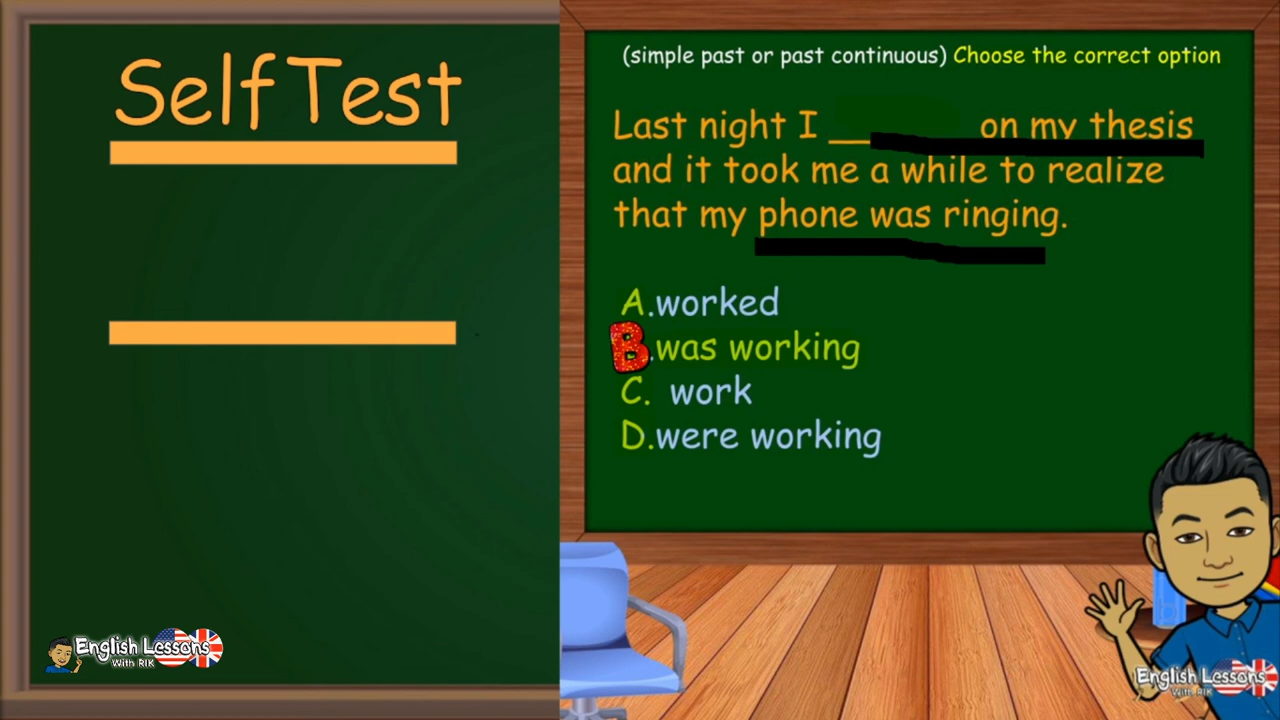 Self Test
(simple past or past continuous) Choose the correct option
Last night I __ on my thesis
and it took me a while to realize
that my phone was ringing.
A.worked
B.was working
C. work
D.were working
English Lessons
With RIK
English Lessons
With RIK